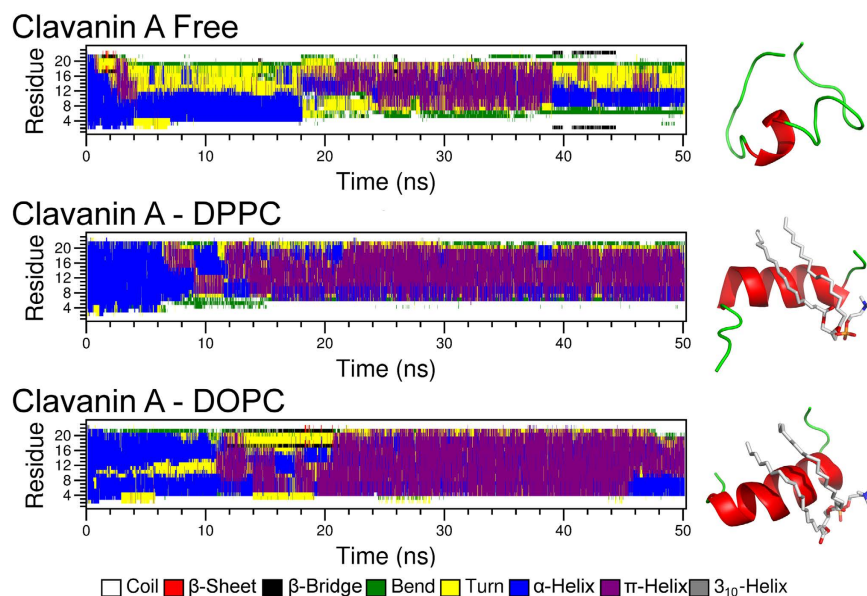 Clavanin A Free
Residue
20
16
12
8
4
0 10 20 30 40 50
Time (ns)
Clavanin A - DPPC
Residue
20
16
12
8
4
0 10 20 30 40 50
Time (ns)
Clavanin A - DOPC
Residue
20
16
12
8
4
0 10 20 30 40 50
Time (ns)
Coil β-Sheet β-Bridge Bend Turn α-Helix π-Helix 3₁₀-Helix